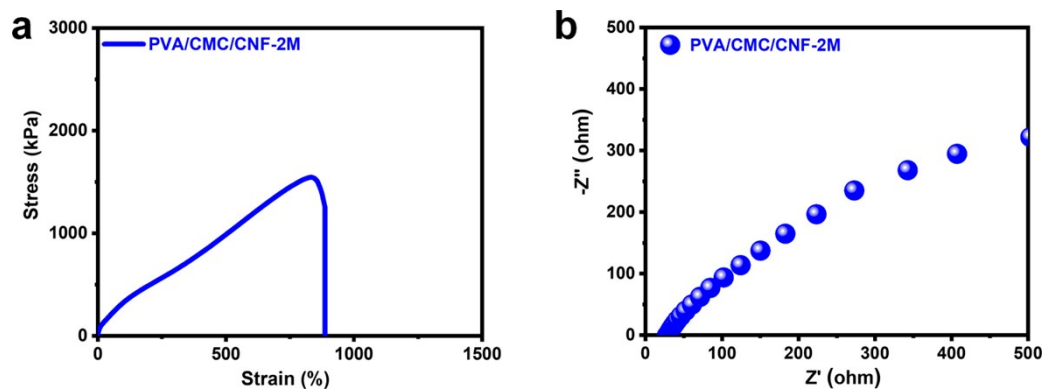 a
PVA/CMC/CNF-2M
3000
2000
1000
0
Stress (kPa)
0 500 1000 1500
Strain (%)
b
PVA/CMC/CNF-2M
500
400
300
200
100
0
-Z'' (ohm)
0 100 200 300 400 500
Z' (ohm)